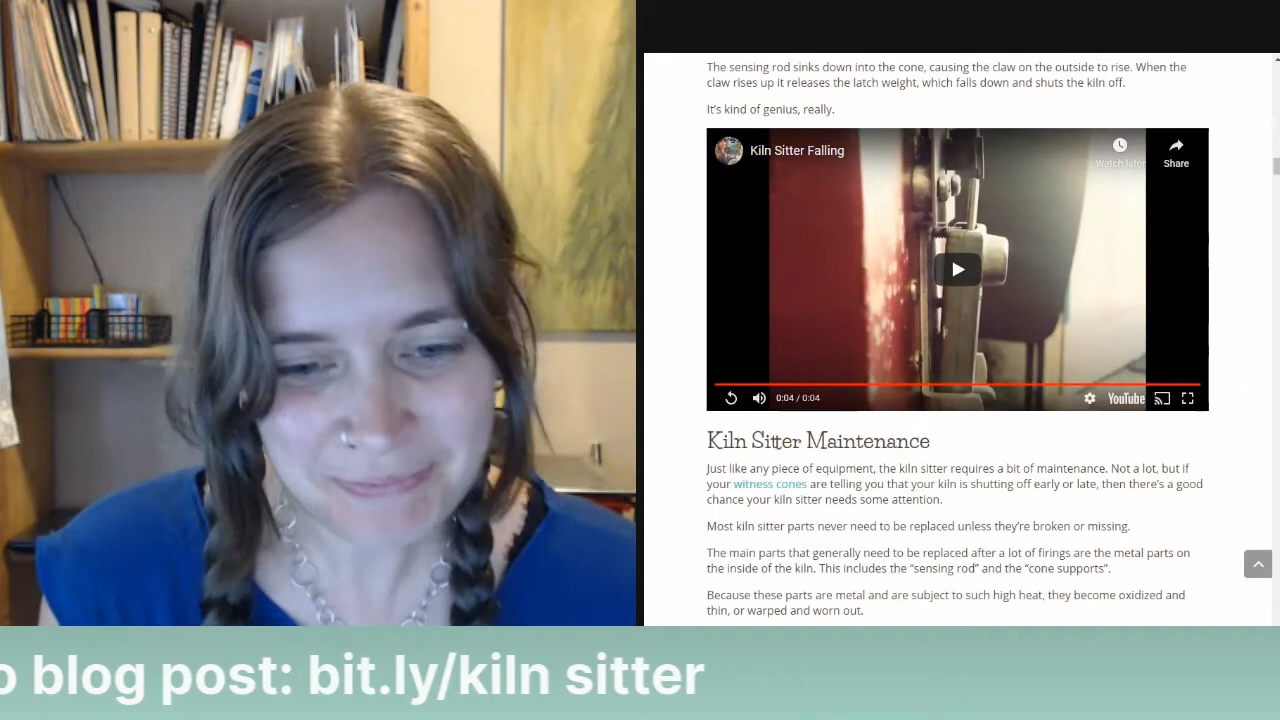 The sensing rod sinks down into the cone, causing the claw on the outside to rise. When the
claw rises up it releases the latch weight, which falls down and shuts the kiln off.
It's kind of genius, really.
Kiln Sitter Falling
Watch later
Share
0:04 / 0:04
YouTube
Kiln Sitter Maintenance
Just like any piece of equipment, the kiln sitter requires a bit of maintenance. Not a lot, but if
your witness cones are telling you that your kiln is shutting off early or late, then there's a good
chance your kiln sitter needs some attention.
Most kiln sitter parts never need to be replaced unless they're broken or missing.
The main parts that generally need to be replaced after a lot of firings are the metal parts on
the inside of the kiln. This includes the “sensing rod” and the “cone supports”.
Because these parts are metal and are subject to such high heat, they become oxidized and
thin, or warped and worn out.
o blog post: bit.ly/kiln sitter